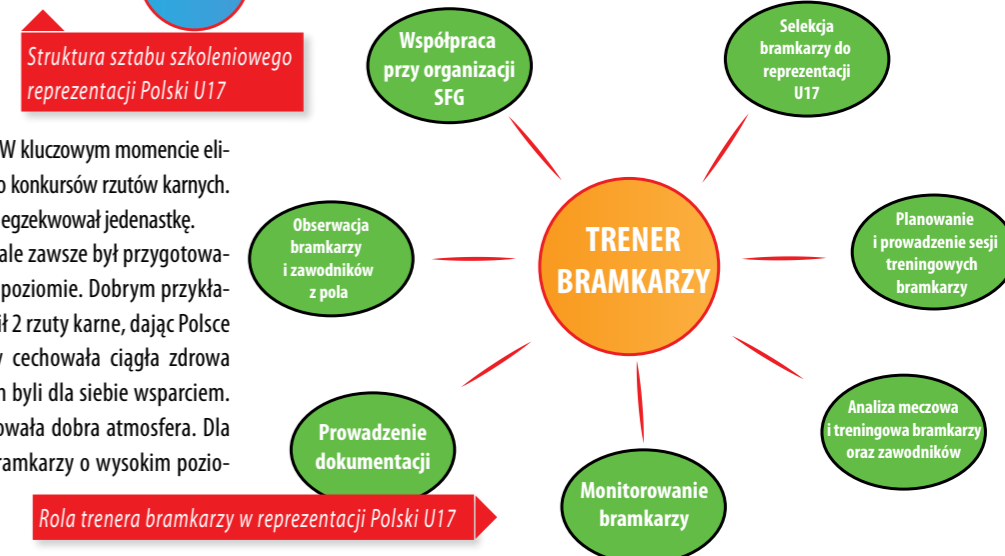 Struktura sztabu szkoleniowego
reprezentacji Polski U17
W kluczowym momencie eli-
o konkursów rzutów karnych.
egzekwował jedenastkę.
ale zawsze był przygotowa-
poziomie. Dobrym przykła-
ił 2 rzuty karne, dając Polsce
y cechowała ciągła zdrowa
n byli dla siebie wsparciem.
owała dobra atmosfera. Dla
ramkarzy o wysokim pozio-
Współpraca
przy organizacji
SFG
Selekcja
bramkarzy do
reprezentacji
U17
Obserwacja
bramkarzy
i zawodników
z pola
TRENER
BRAMKARZY
Planowanie
i prowadzenie sesji
treningowych
bramkarzy
Prowadzenie
dokumentacji
Monitorowanie
bramkarzy
Analiza meczowa
i treningowa bramkarzy
oraz zawodników
Rola trenera bramkarzy w reprezentacji Polski U17